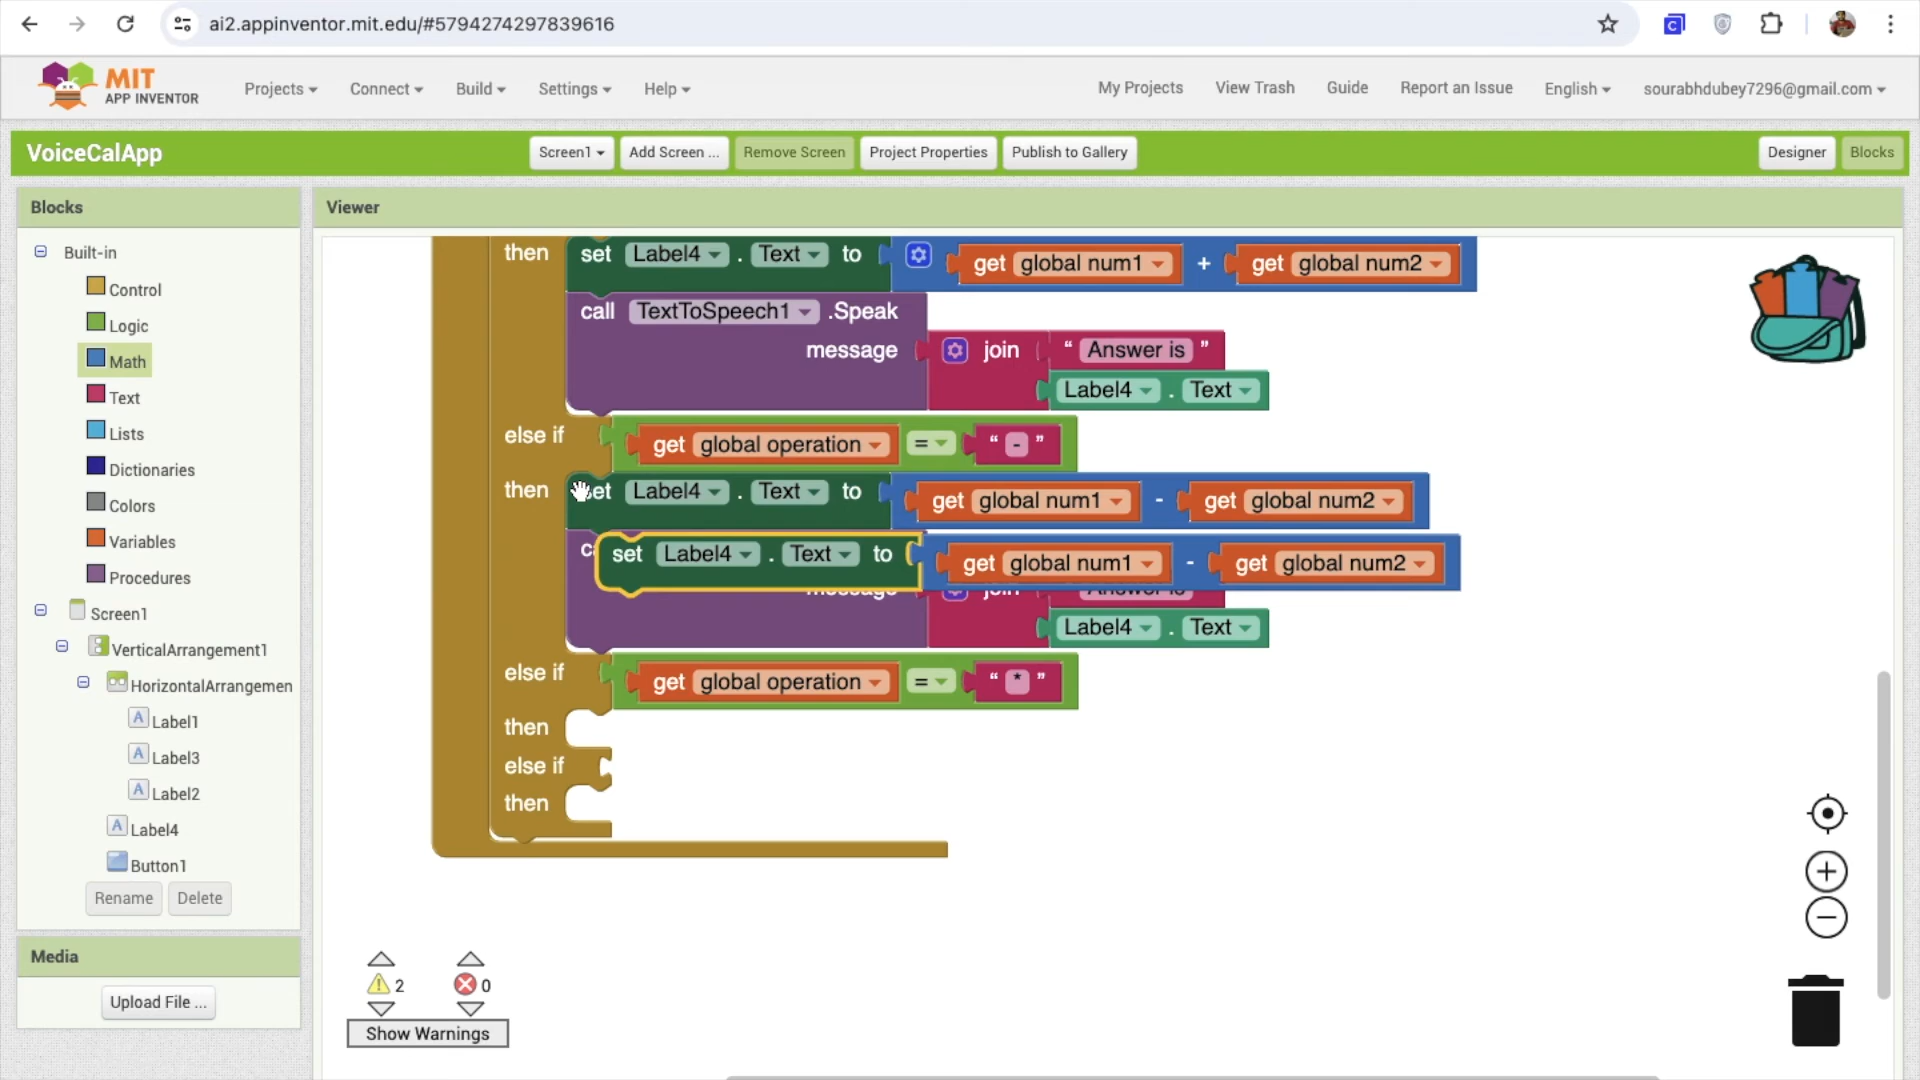 ai2.appinventor.mit.edu/#5794274297839616
MIT
APP INVENTOR
Projects
Connect
Build
Settings
Help
My Projects
View Trash
Guide
Report an Issue
English
sourabhdubey7296@gmail.com
VoiceCalApp
Screen1
Add Screen ...
Remove Screen
Project Properties
Publish to Gallery
Designer
Blocks
Blocks
Built-in
Control
Logic
Math
Text
Lists
Dictionaries
Colors
Variables
Procedures
Screen1
VerticalArrangement1
HorizontalArrangemen
Label1
Label3
Label2
Label4
Button1
Rename
Delete
Media
Upload File ...
Viewer
then set Label4 . Text to get global num1 + get global num2
call TextToSpeech1 .Speak
message join “ Answer is ”
Label4 . Text
else if get global operation = “ - ”
then set Label4 . Text to get global num1 - get global num2
set Label4 . Text to get global num1 - get global num2
message join “ Answer is ”
Label4 . Text
else if get global operation = “ * ”
then
else if
then
2
0
Show Warnings